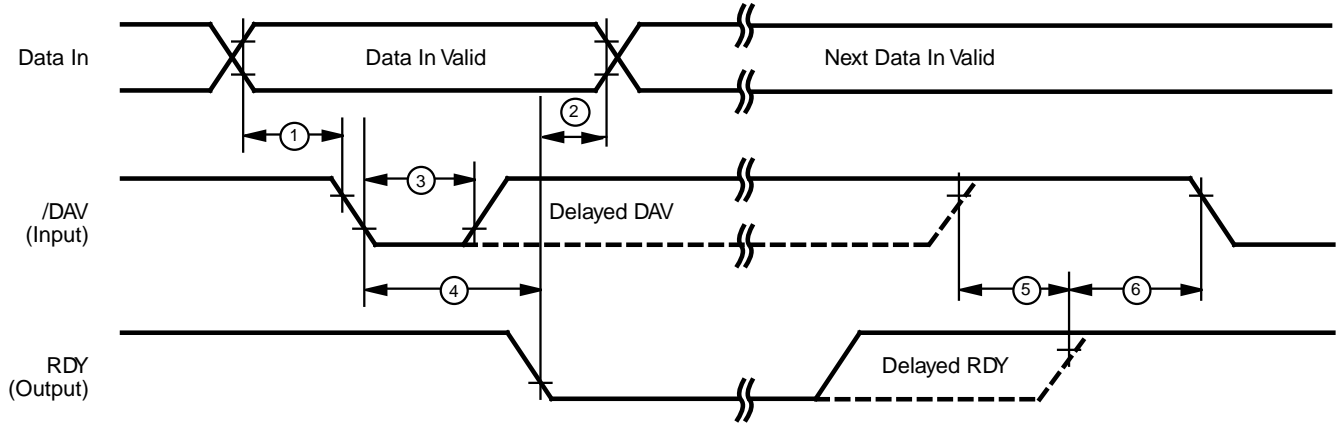 Data In
Data In Valid
Next Data In Valid
1
2
3
/DAV
(Input)
Delayed DAV
4
5
6
RDY
(Output)
Delayed RDY